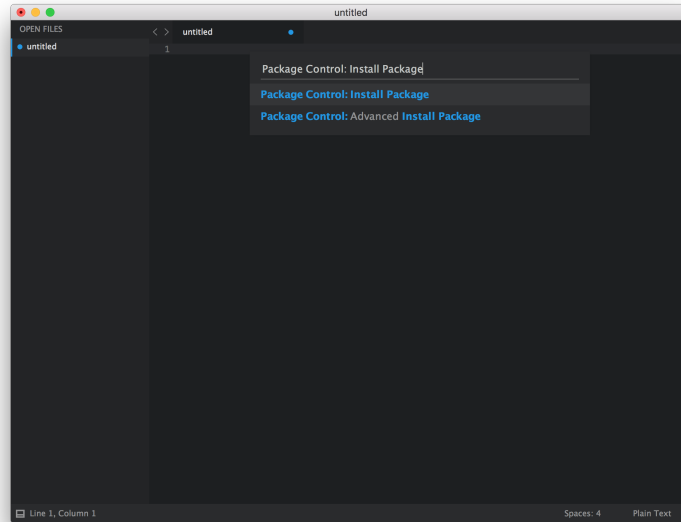 untitled
OPEN FILES
untitled
untitled
1
Package Control: Install Package
Package Control: Install Package
Package Control: Advanced Install Package
Line 1, Column 1
Spaces: 4
Plain Text